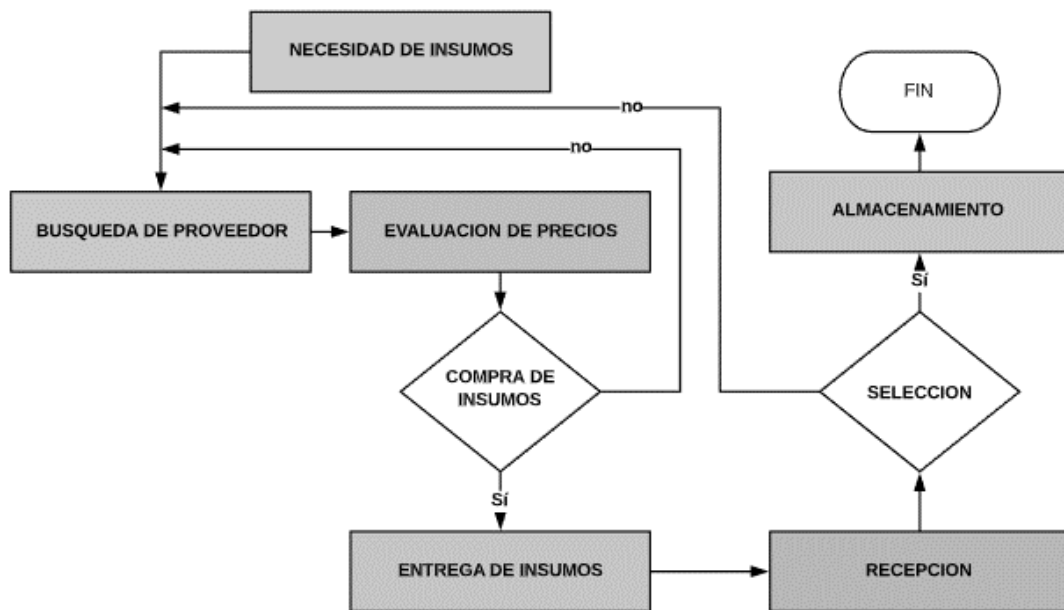 NECESIDAD DE INSUMOS
FIN
no
no
BUSQUEDA DE PROVEEDOR
EVALUACION DE PRECIOS
ALMACENAMIENTO
Sí
COMPRA DE
INSUMOS
SELECCION
Sí
ENTREGA DE INSUMOS
RECEPCION